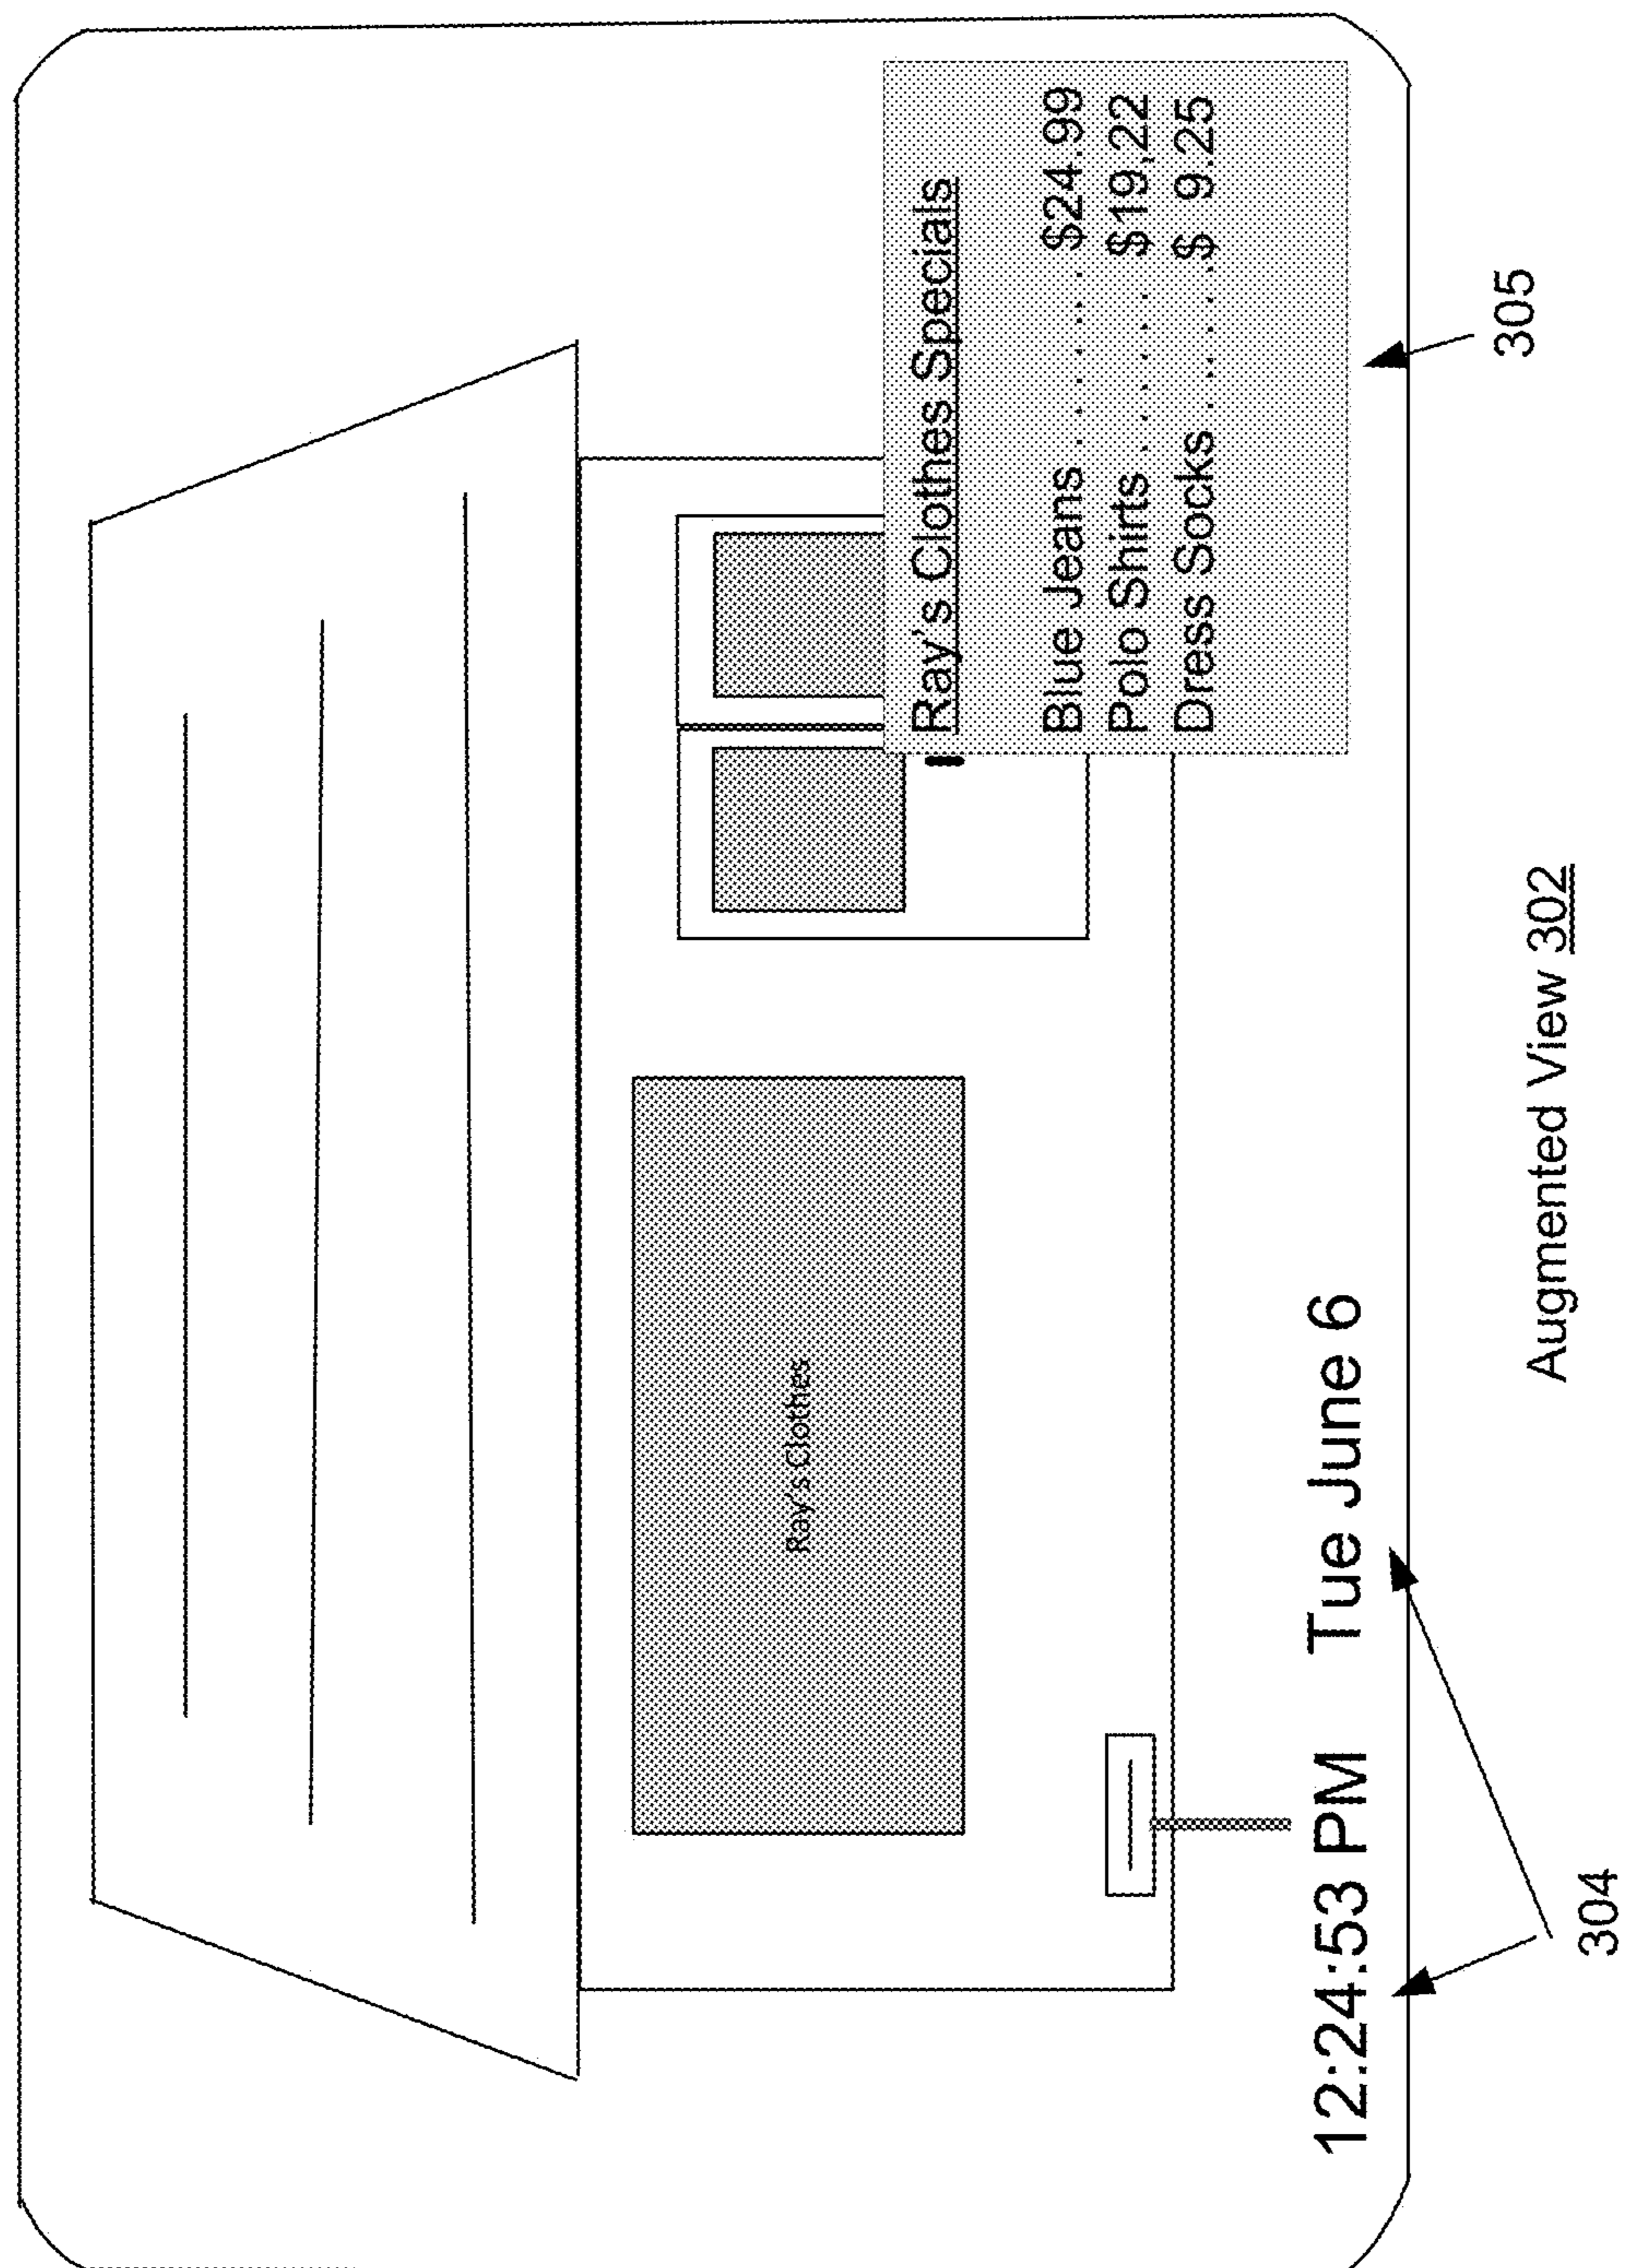 Ray's Clothes
Ray's Clothes Specials
Blue Jeans . . . . . . . . $24.99
Polo Shirts . . . . . . . $19,22
Dress Socks . . . . . .$ 9.25
12:24:53 PM Tue June 6
305
304
Augmented View 302